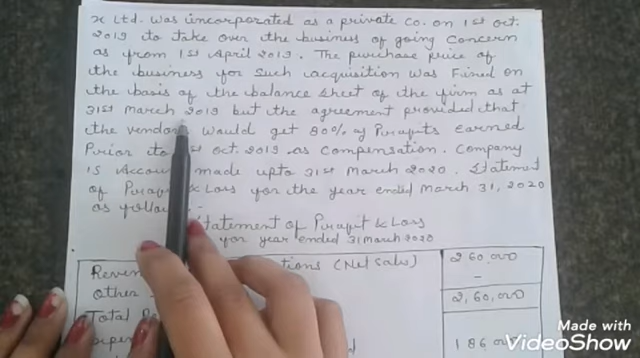 X Ltd. was incorporated as a private co. on 1st Oct.
2019 to take over the business of going concern
as from 1st April 2019. The purchase price of
the business for such acquisition was fixed on
the basis of the balance sheet of the firm as at
31st March 2019 but the agreement provided that
the vendor would get 80% of Profits earned
Prior to 1st Oct. 2019 as compensation. Company
is Account made upto 31st March 2020. Statement
of Profit & Loss for the year ended March 31, 2020
as follow :-
Statement of Profit & Loss
for year ended 31 March 2020
Reven (Net Sales) 2,60,000
Other -
Total 2,60,000
186
Made with
VideoShow